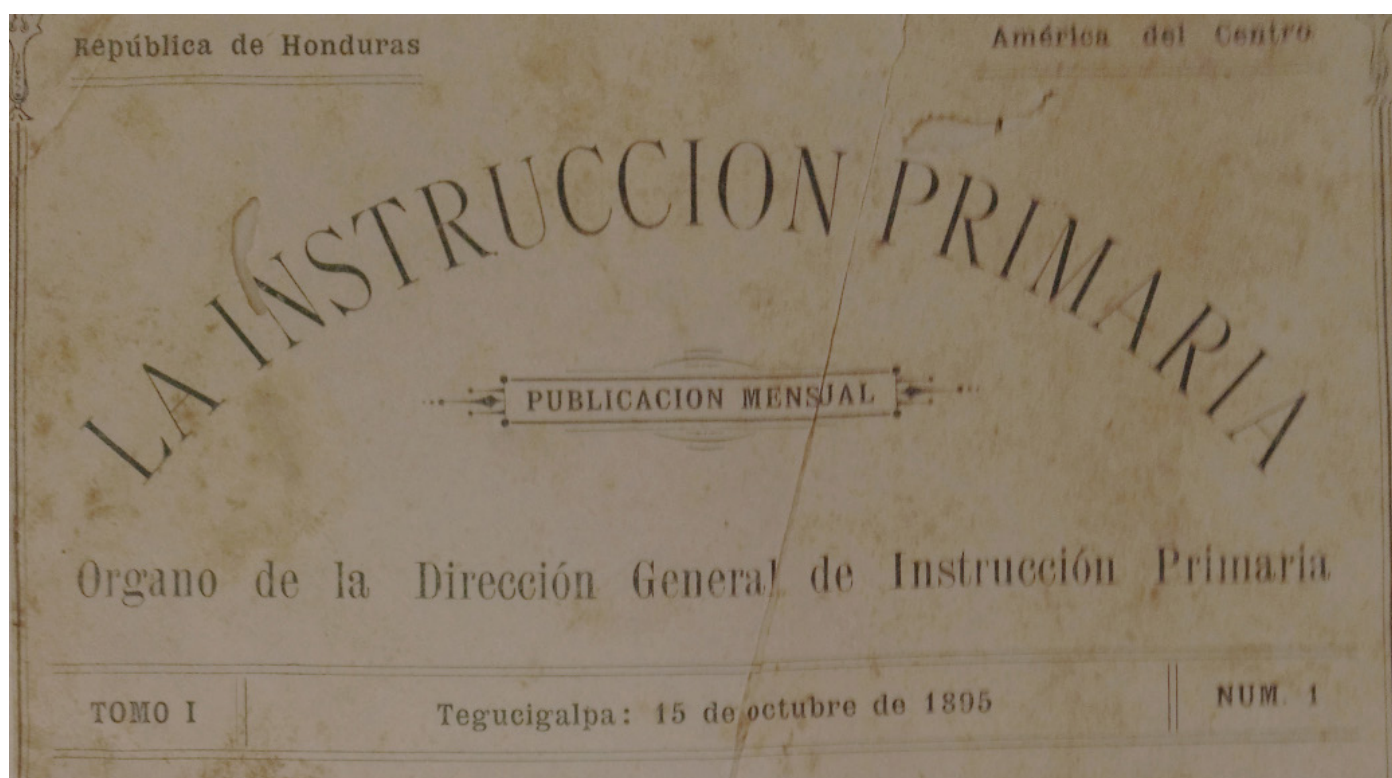 República de Honduras
América del Centro
LA INSTRUCCION PRIMARIA
PUBLICACION MENSUAL
Organo de la Dirección General de Instrucción Primaria
TOMO I
Tegucigalpa: 15 de octubre de 1895
NUM. 1